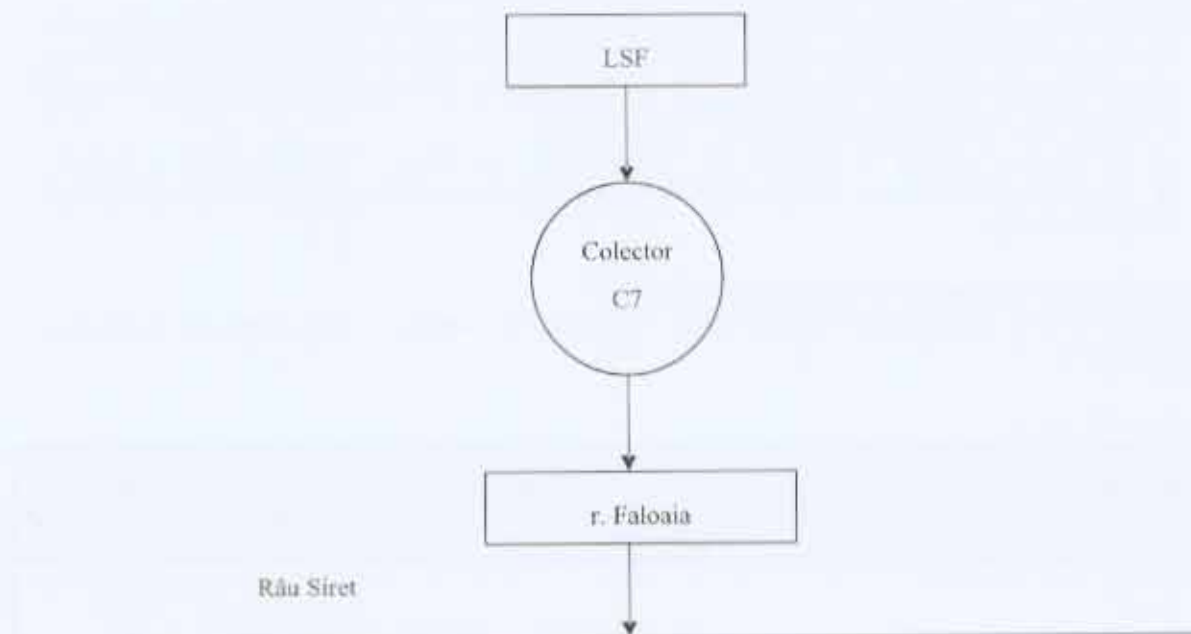 LSF
Colector
C7
r. Faloaia
Râu Siret